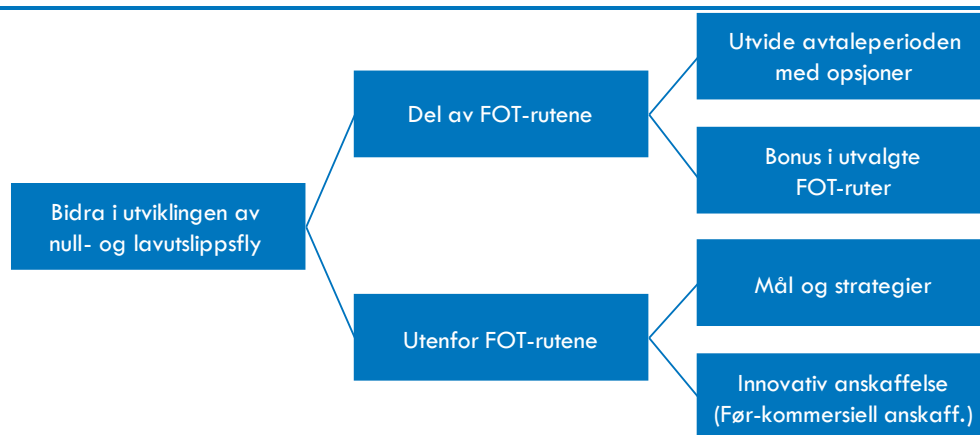 Bidra i utviklingen av
null- og lavutslippsfly
Del av FOT-rutene
Utvide avtaleperioden
med opsjoner
Bonus i utvalgte
FOT-ruter
Utenfor FOT-rutene
Mål og strategier
Innovativ anskaffelse
(Før-kommersiell anskaff.)